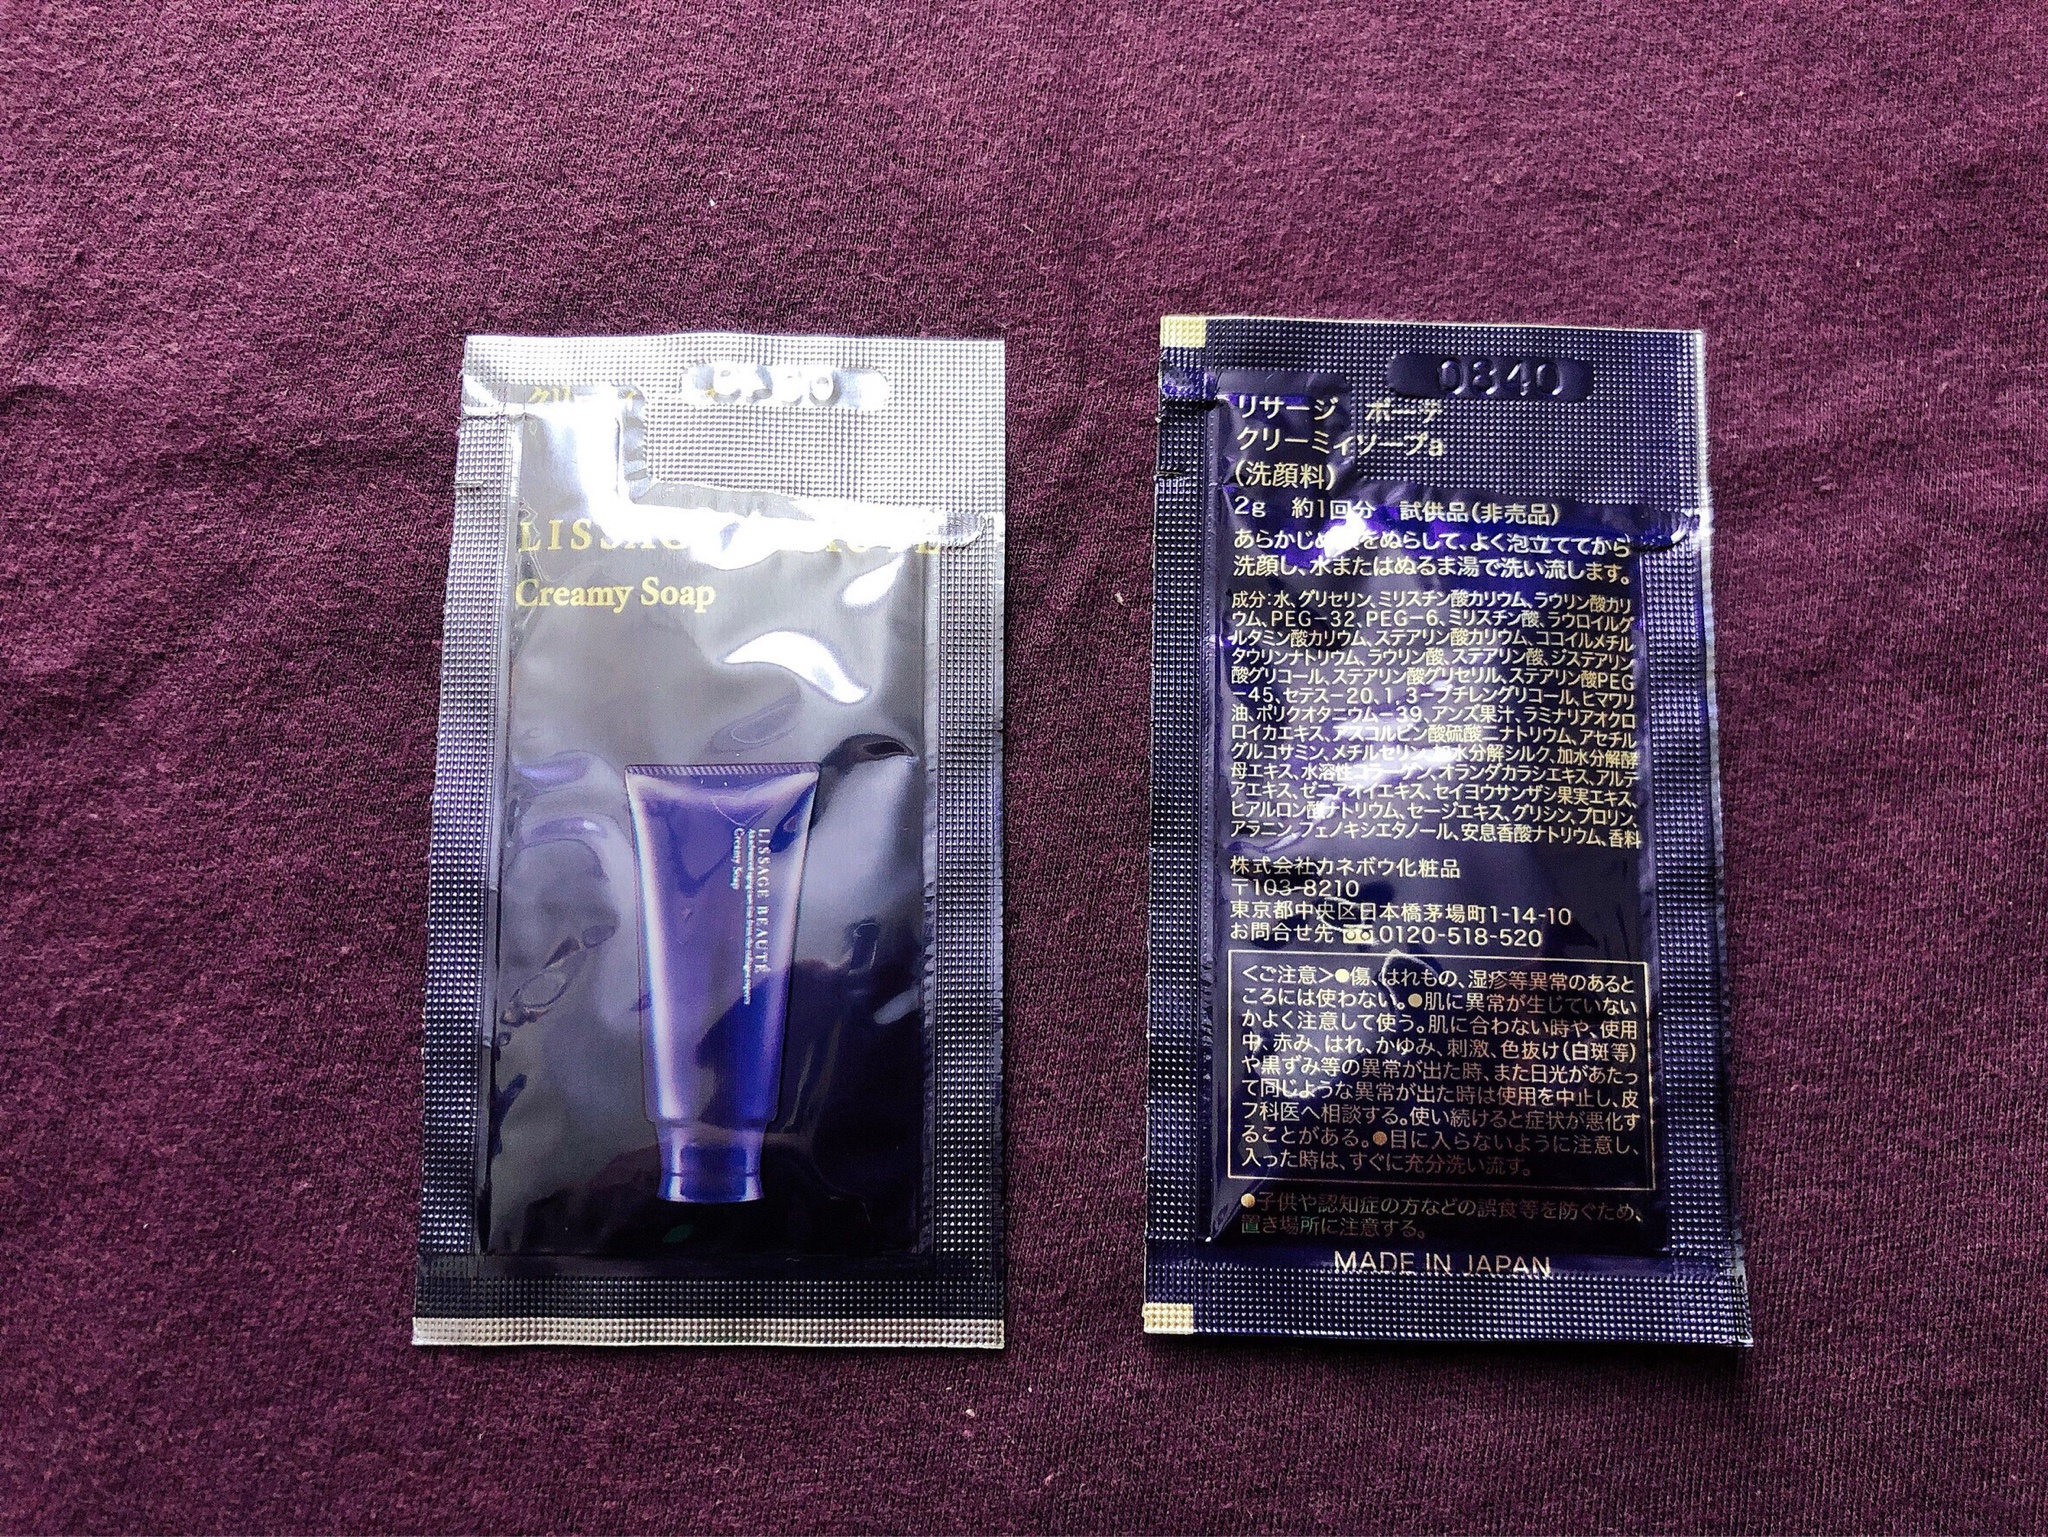 クリー
LISSAG
Creamy Soap
LISSAGE BEAUTÉ
Creamy Soap
0840
リサージ ボーテ
クリーミィソープa
(洗顔料)
2g 約1回分 試供品(非売品)
あらかじめ をぬらして、よく泡立ててから
洗顔し、水またはぬるま湯で洗い流します。
成分:水、グリセリン、ミリスチン酸カリウム、ラウリン酸カリ
ウム、PEG-32、PEG-6、ミリスチン酸、ラウロイルグ
ルタミン酸カリウム、ステアリン酸カリウム、ココイルメチル
タウリンナトリウム、ラウリン酸、ステアリン酸、ジステアリン
酸グリコール、ステアリン酸グリセリル、ステアリン酸PEG
-45、セテス-20、1,3-ブチレングリコール、ヒマワリ
油、ポリクオタニウム-39、アンズ果汁、ラミナリアオクロ
ロイカエキス、アスコルビン酸硫酸二ナトリウム、アセチル
グルコサミン、メチルセリン、加水分解シルク、加水分解酵
母エキス、水溶性コラーゲン、オランダカラシエキス、アルテ
アエキス、ゼニアオイエキス、セイヨウサンザシ果実エキス、
ヒアルロン酸ナトリウム、セージエキス、グリシン、プロリン、
アラニン、フェノキシエタノール、安息香酸ナトリウム、香料
株式会社カネボウ化粧品
〒103-8210
東京都中央区日本橋茅場町1-14-10
お問合せ先 0120-518-520
<ご注意>●傷、はれもの、湿疹等異常のあると
ころには使わない。●肌に異常が生じていない
かよく注意して使う。肌に合わない時や、使用
中、赤み、はれ、かゆみ、刺激、色抜け(白斑等)
や黒ずみ等の異常が出た時、また日光があたっ
て同じような異常が出た時は使用を中止し、皮
フ科医へ相談する。使い続けると症状が悪化す
ることがある。●目に入らないように注意し、
入った時は、すぐに充分洗い流す。
●子供や認知症の方などの誤食等を防ぐため、
置き場所に注意する。
MADE IN JAPAN